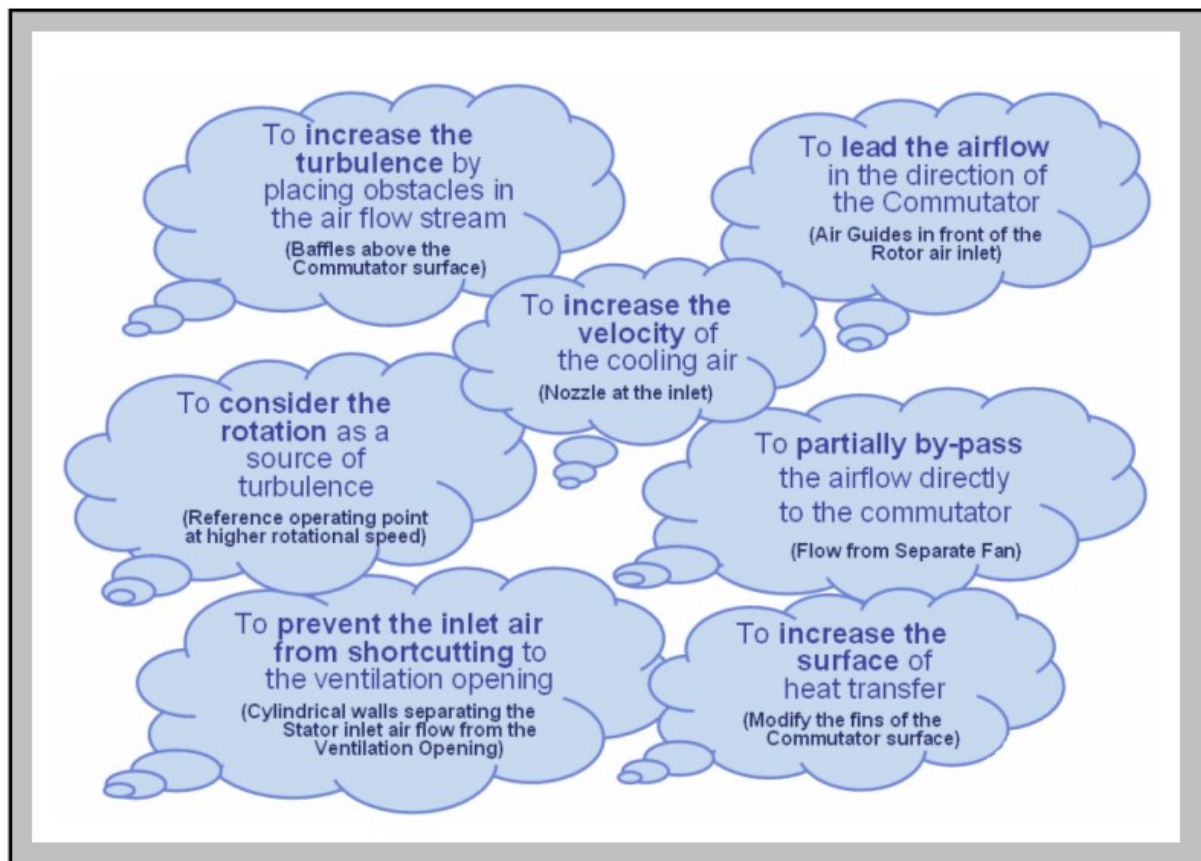 To increase the
turbulence by
placing obstacles in
the air flow stream
(Baffles above the
Commutator surface)
To lead the airflow
in the direction of
the Commutator
(Air Guides in front of the
Rotor air inlet)
To increase the
velocity of
the cooling air
(Nozzle at the inlet)
To consider the
rotation as a
source of
turbulence
(Reference operating point
at higher rotational speed)
To partially by-pass
the airflow directly
to the commutator
(Flow from Separate Fan)
To prevent the inlet air
from shortcutting to
the ventilation opening
(Cylindrical walls separating the
Stator inlet air flow from the
Ventilation Opening)
To increase the
surface of
heat transfer
(Modify the fins of the
Commutator surface)